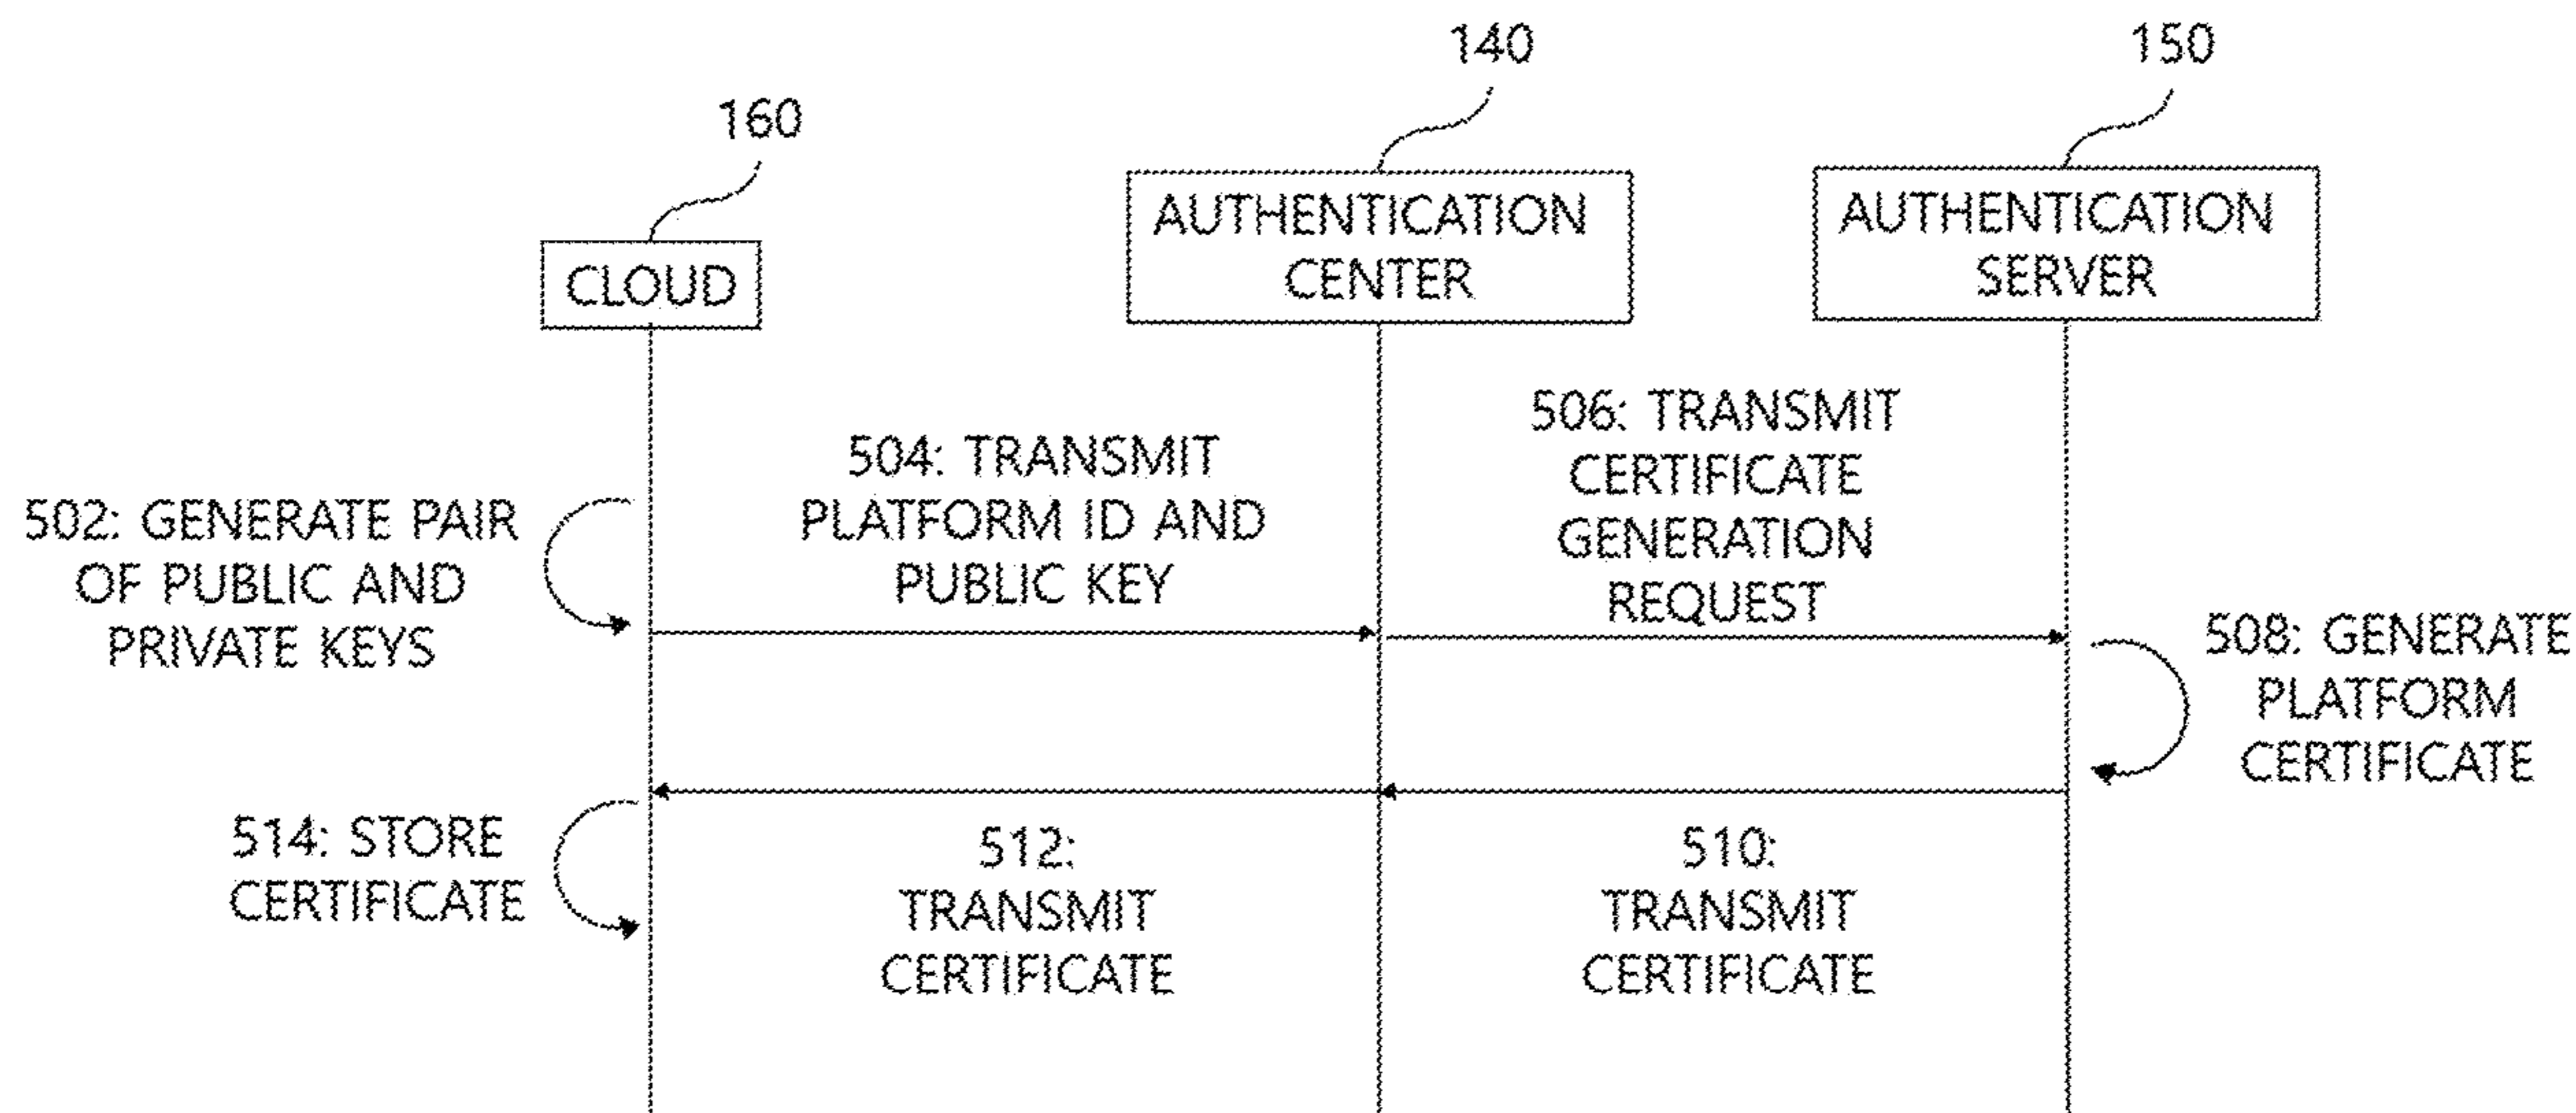 140
150
160
AUTHENTICATION
CENTER
AUTHENTICATION
SERVER
CLOUD
502: GENERATE PAIR
OF PUBLIC AND
PRIVATE KEYS
504: TRANSMIT
PLATFORM ID AND
PUBLIC KEY
506: TRANSMIT
CERTIFICATE
GENERATION
REQUEST
508: GENERATE
PLATFORM
CERTIFICATE
514: STORE
CERTIFICATE
512:
TRANSMIT
CERTIFICATE
510:
TRANSMIT
CERTIFICATE